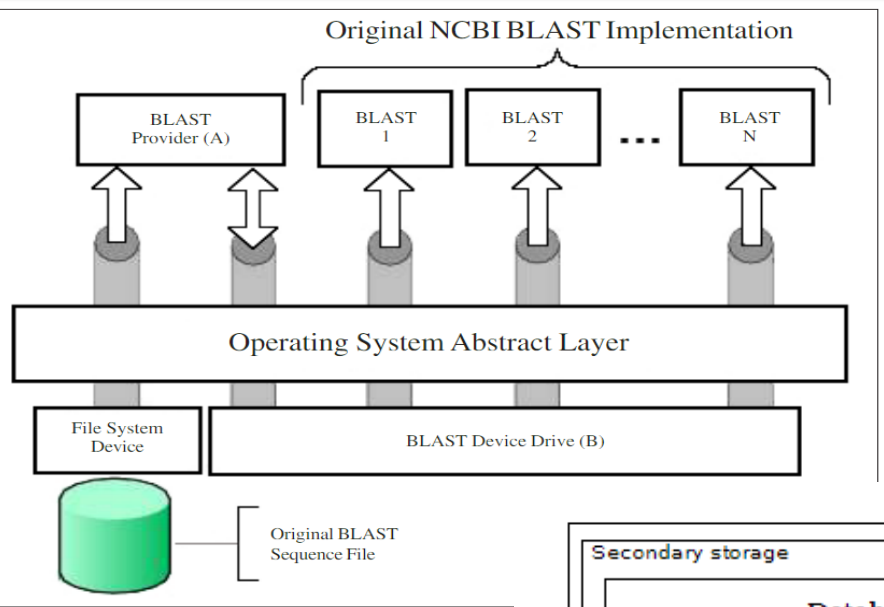 Original NCBI BLAST Implementation
BLAST
Provider (A)
BLAST
1
BLAST
2
...
BLAST
N
Operating System Abstract Layer
File System
Device
BLAST Device Drive (B)
Original BLAST
Sequence File
Secondary storage